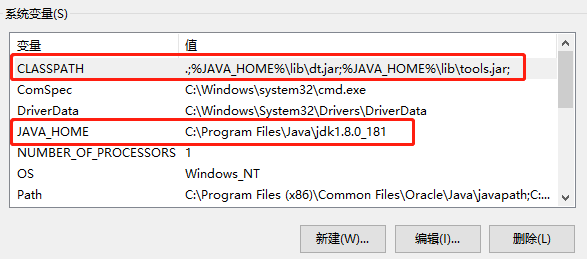 系统变量(S)
变量 值
CLASSPATH .;%JAVA_HOME%\lib\dt.jar;%JAVA_HOME%\lib\tools.jar;
ComSpec C:\Windows\system32\cmd.exe
DriverData C:\Windows\System32\Drivers\DriverData
JAVA_HOME C:\Program Files\Java\jdk1.8.0_181
NUMBER_OF_PROCESSORS 1
OS Windows_NT
Path C:\Program Files (x86)\Common Files\Oracle\Java\javapath;C:...
新建(W)... 编辑(I)... 删除(L)